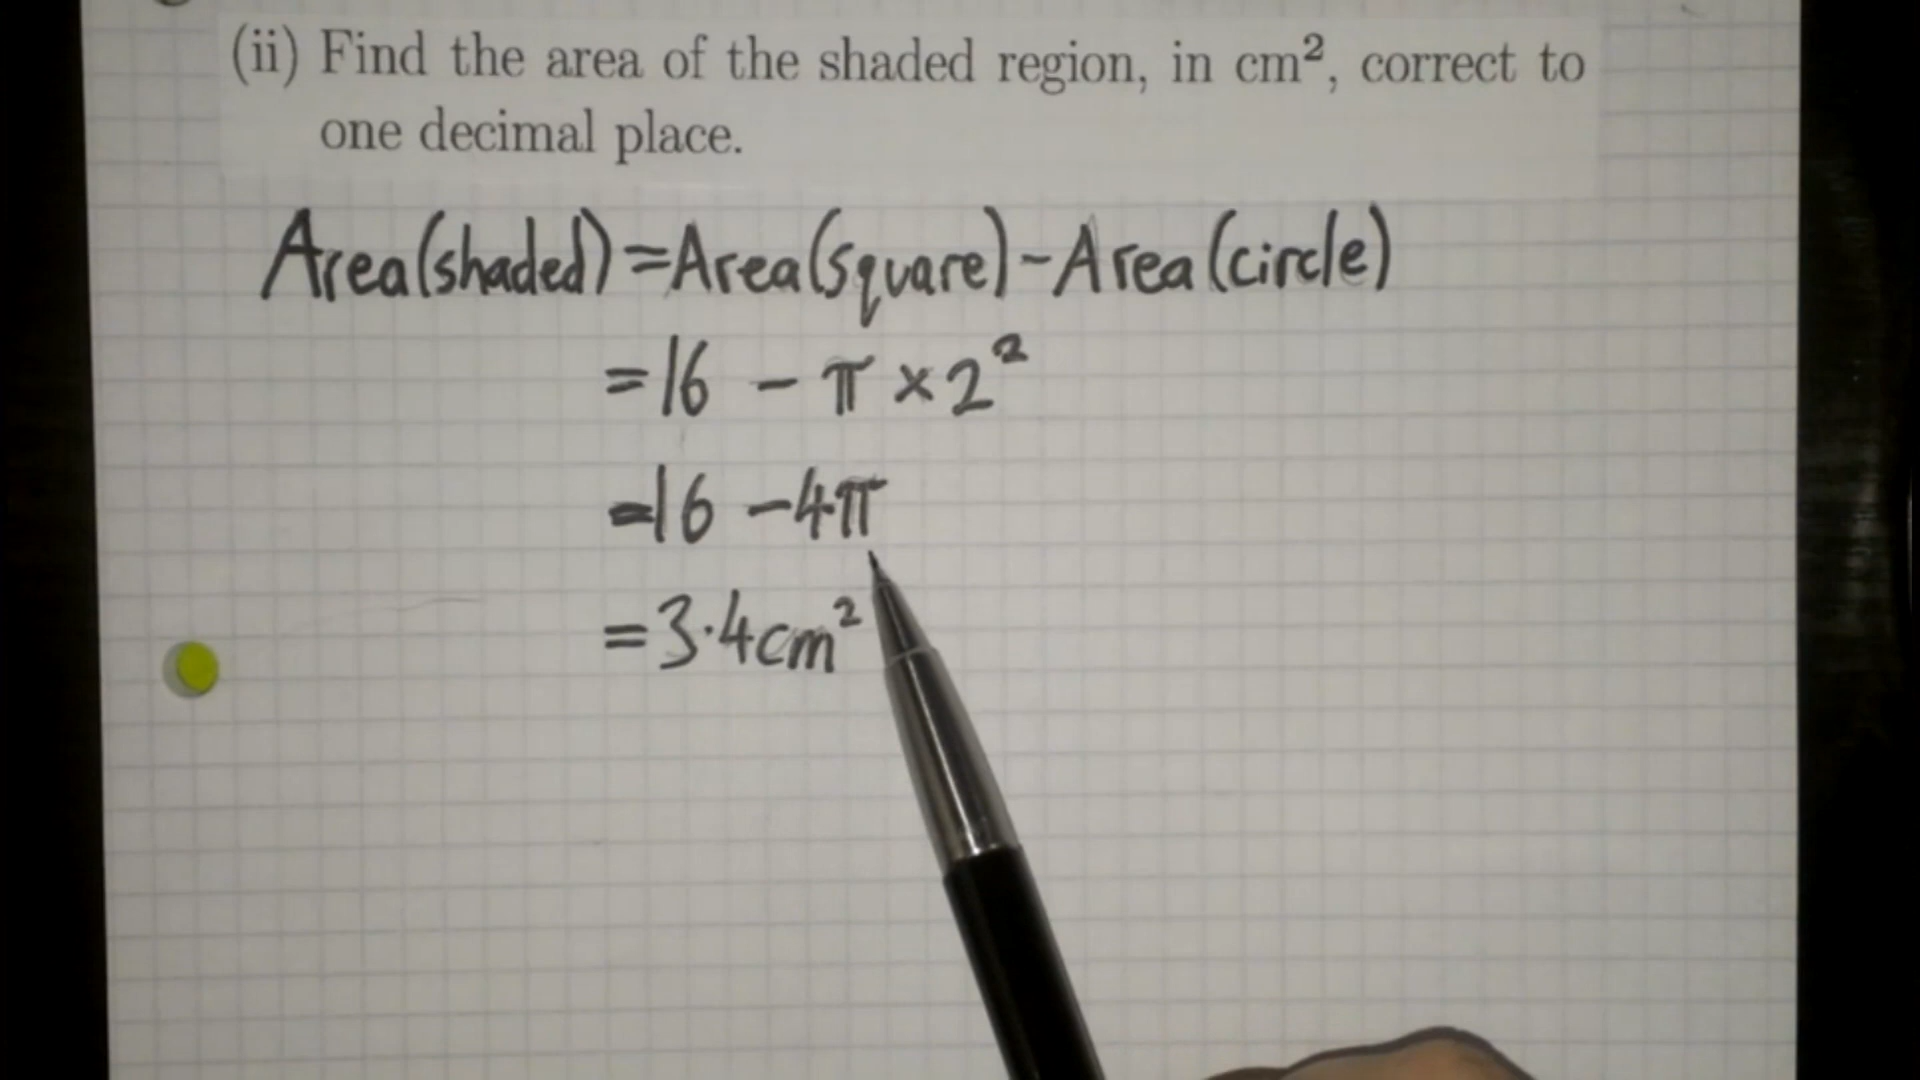 (ii) Find the area of the shaded region, in cm², correct to
one decimal place.
Area(shaded)=Area(square)-Area(circle)
=16 - π × 2²
=16 - 4π
=3·4cm²